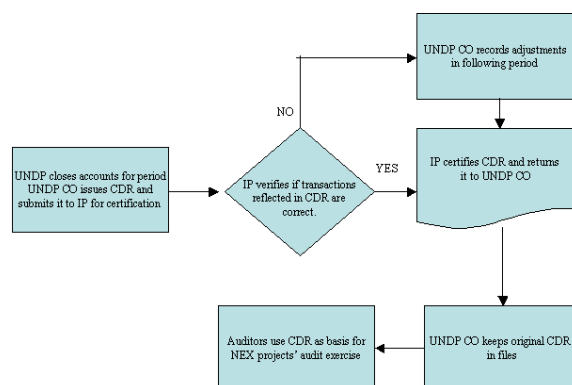 UNDP CO records adjustments
in following period
NO
UNDP closes accounts for period
UNDP CO issues CDR and
submits it to IP for certification
IP verifies if transactions
reflected in CDR are
correct.
YES
IP certifies CDR and returns
it to UNDP CO
Auditors use CDR as basis for
NEX projects' audit exercise
UNDP CO keeps original CDR
in files